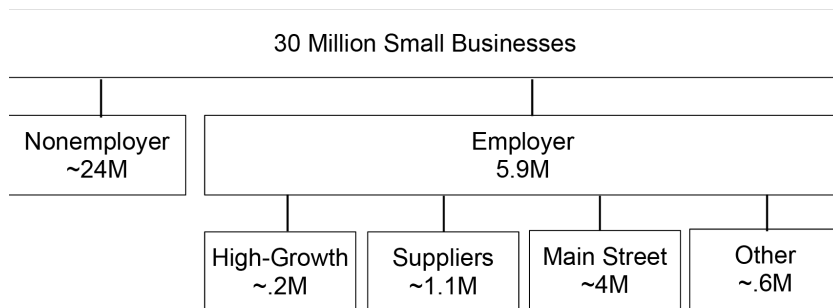 30 Million Small Businesses
Nonemployer
~24M
Employer
5.9M
High-Growth
~.2M
Suppliers
~1.1M
Main Street
~4M
Other
~.6M